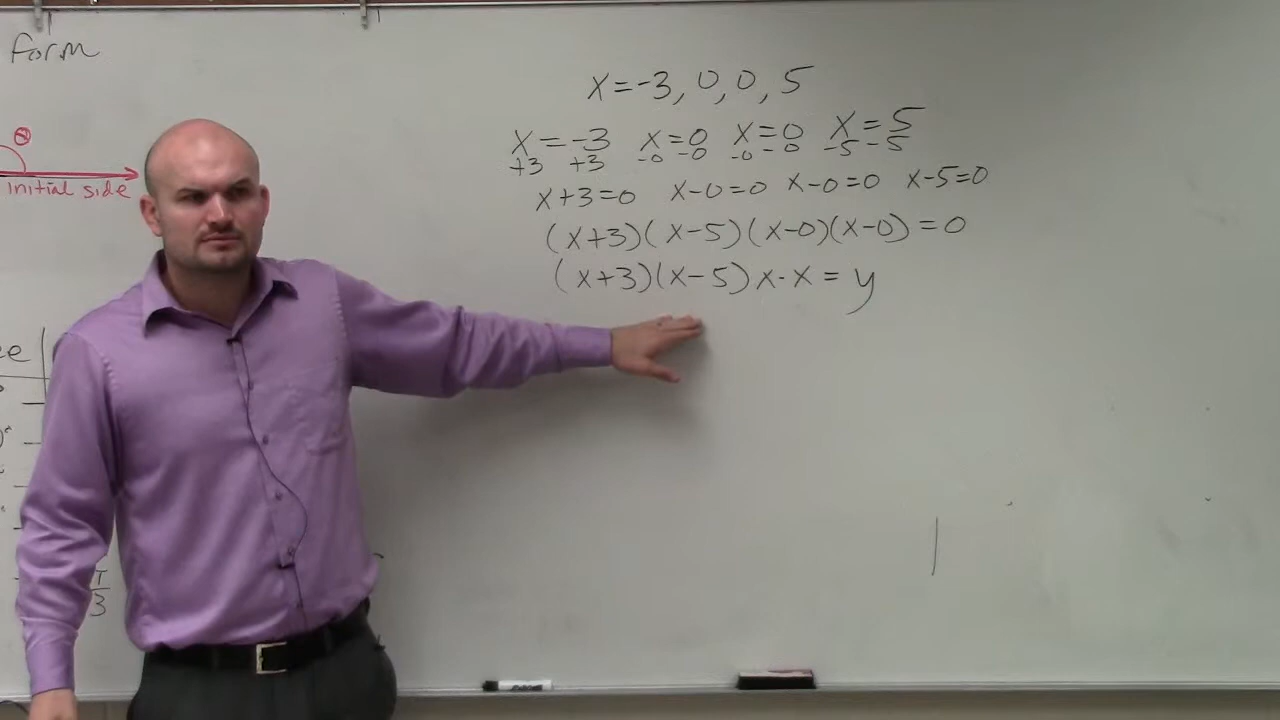 Form
θ
initial side
x=-3, 0, 0, 5
x=-3 x=0 x=0 x=5
+3 +3 -0 -0 -0 -0 -5 -5
x+3=0 x-0=0 x-0=0 x-5=0
(x+3)(x-5)(x-0)(x-0)=0
(x+3)(x-5)x·x=y
3